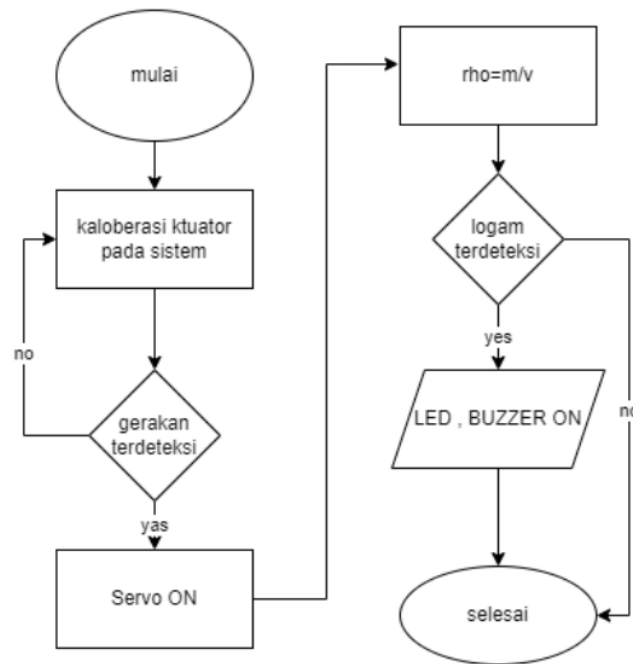 mulai
kaloberasi ktuator
pada sistem
no
gerakan
terdeteksi
yas
Servo ON
rho=m/v
logam
terdeteksi
yes
no
LED , BUZZER ON
selesai